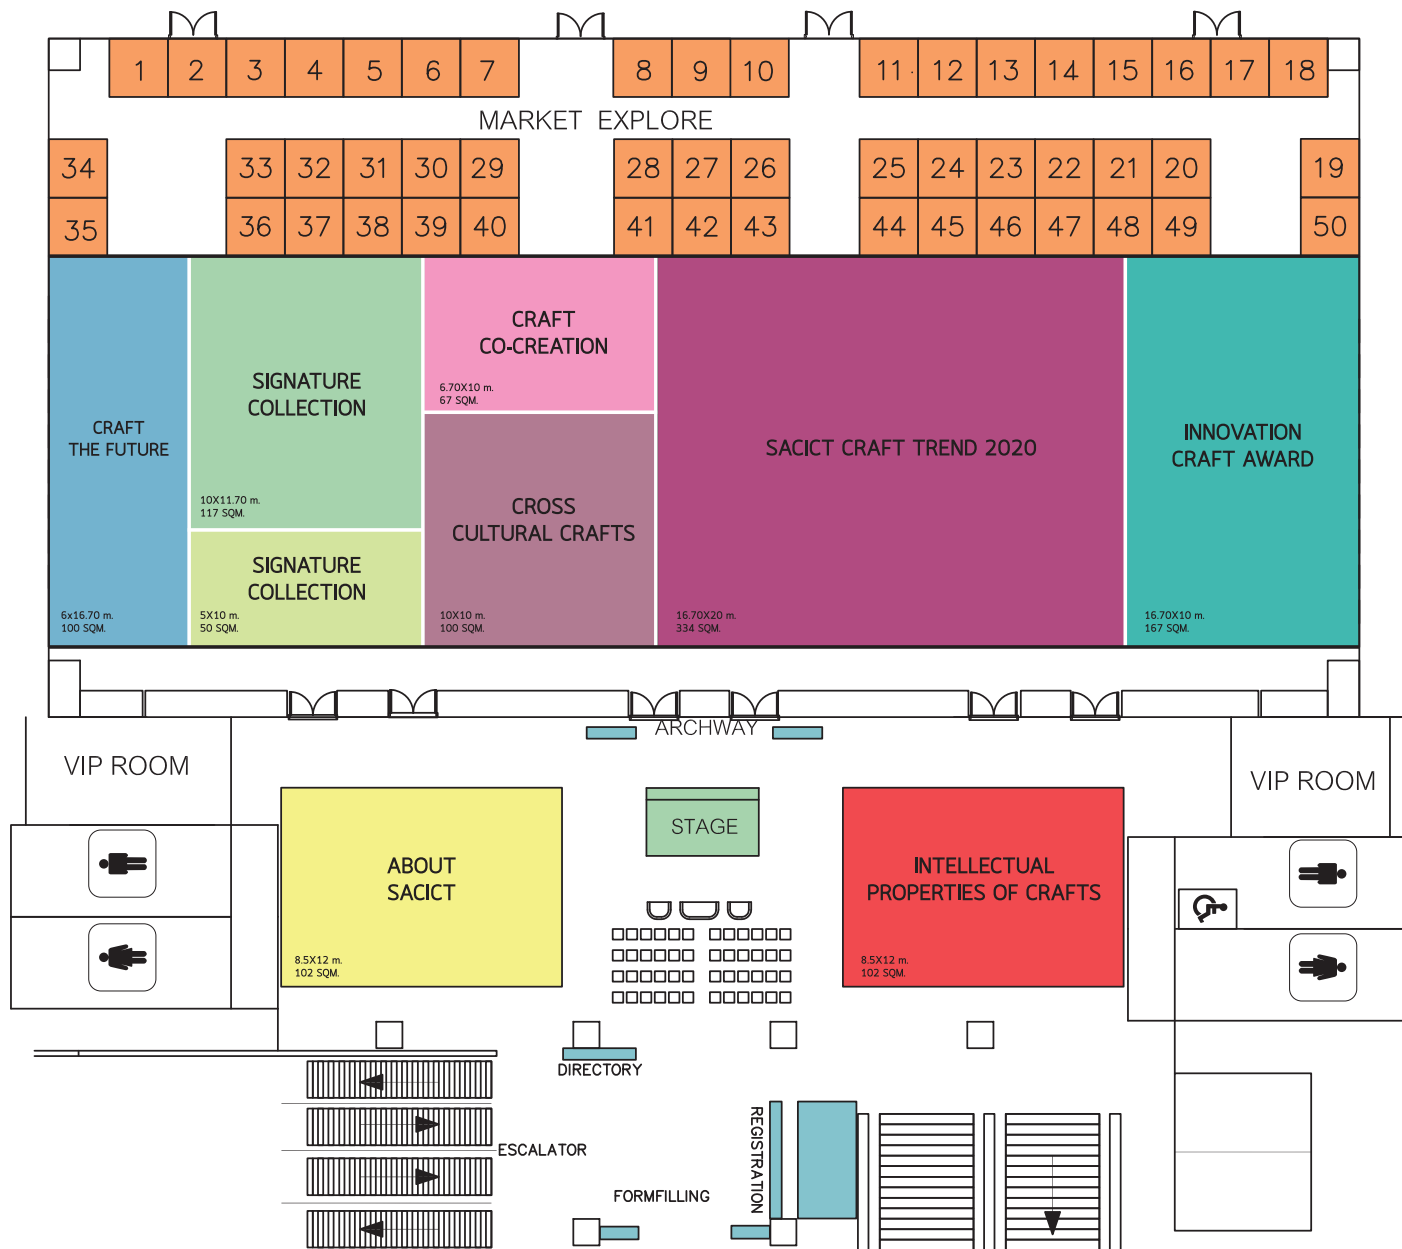 1 2 3 4 5 6 7 8 9 10 11 12 13 14 15 16 17 18
MARKET EXPLORE
34 33 32 31 30 29 28 27 26 25 24 23 22 21 20 19
35 36 37 38 39 40 41 42 43 44 45 46 47 48 49 50
CRAFT
THE FUTURE
6x16.70 m.
100 SQM.
SIGNATURE
COLLECTION
10X11.70 m.
117 SQM.
SIGNATURE
COLLECTION
5X10 m.
50 SQM.
CRAFT
CO-CREATION
6.70X10 m.
67 SQM.
CROSS
CULTURAL CRAFTS
10X10 m.
100 SQM.
SACICT CRAFT TREND 2020
16.70X20 m.
334 SQM.
INNOVATION
CRAFT AWARD
16.70X10 m.
167 SQM.
ARCHWAY
VIP ROOM
VIP ROOM
STAGE
ABOUT
SACICT
8.5X12 m.
102 SQM.
INTELLECTUAL
PROPERTIES OF CRAFTS
8.5X12 m.
102 SQM.
DIRECTORY
REGISTRATION
ESCALATOR
FORMFILLING